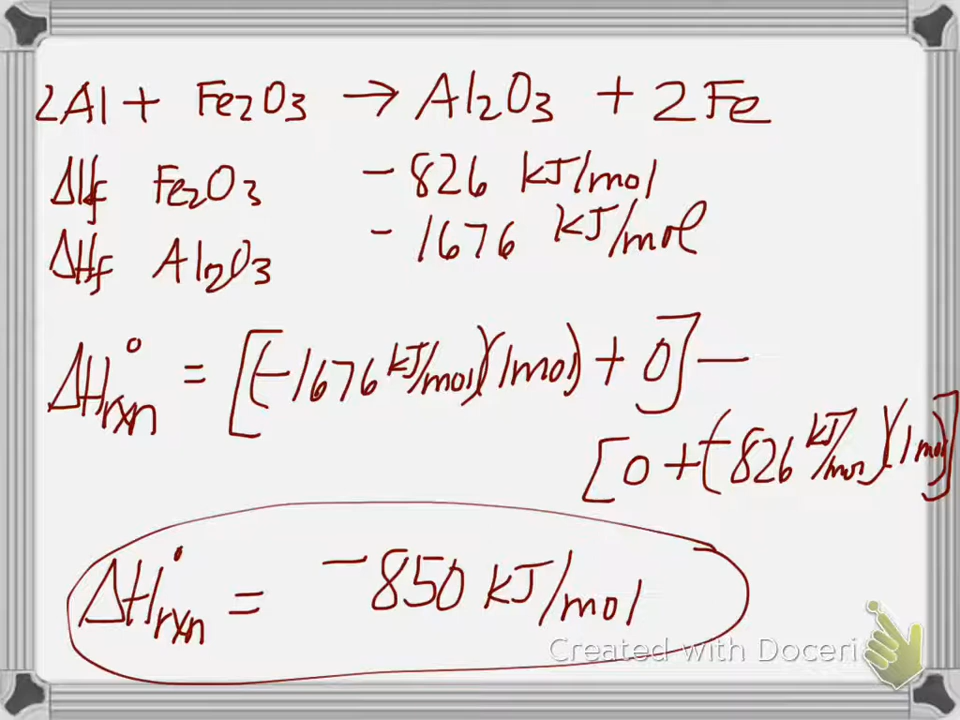 2Al + Fe2O3 → Al2O3 + 2Fe
ΔHf Fe2O3 -826 kJ/mol
ΔHf Al2O3 -1676 kJ/mol
ΔH°rxn = [(-1676 kJ/mol)(1mol) + 0] -
[0 + (-826 kJ/mol)(1mol)]
ΔH°rxn = -850 kJ/mol
Created with Doceri